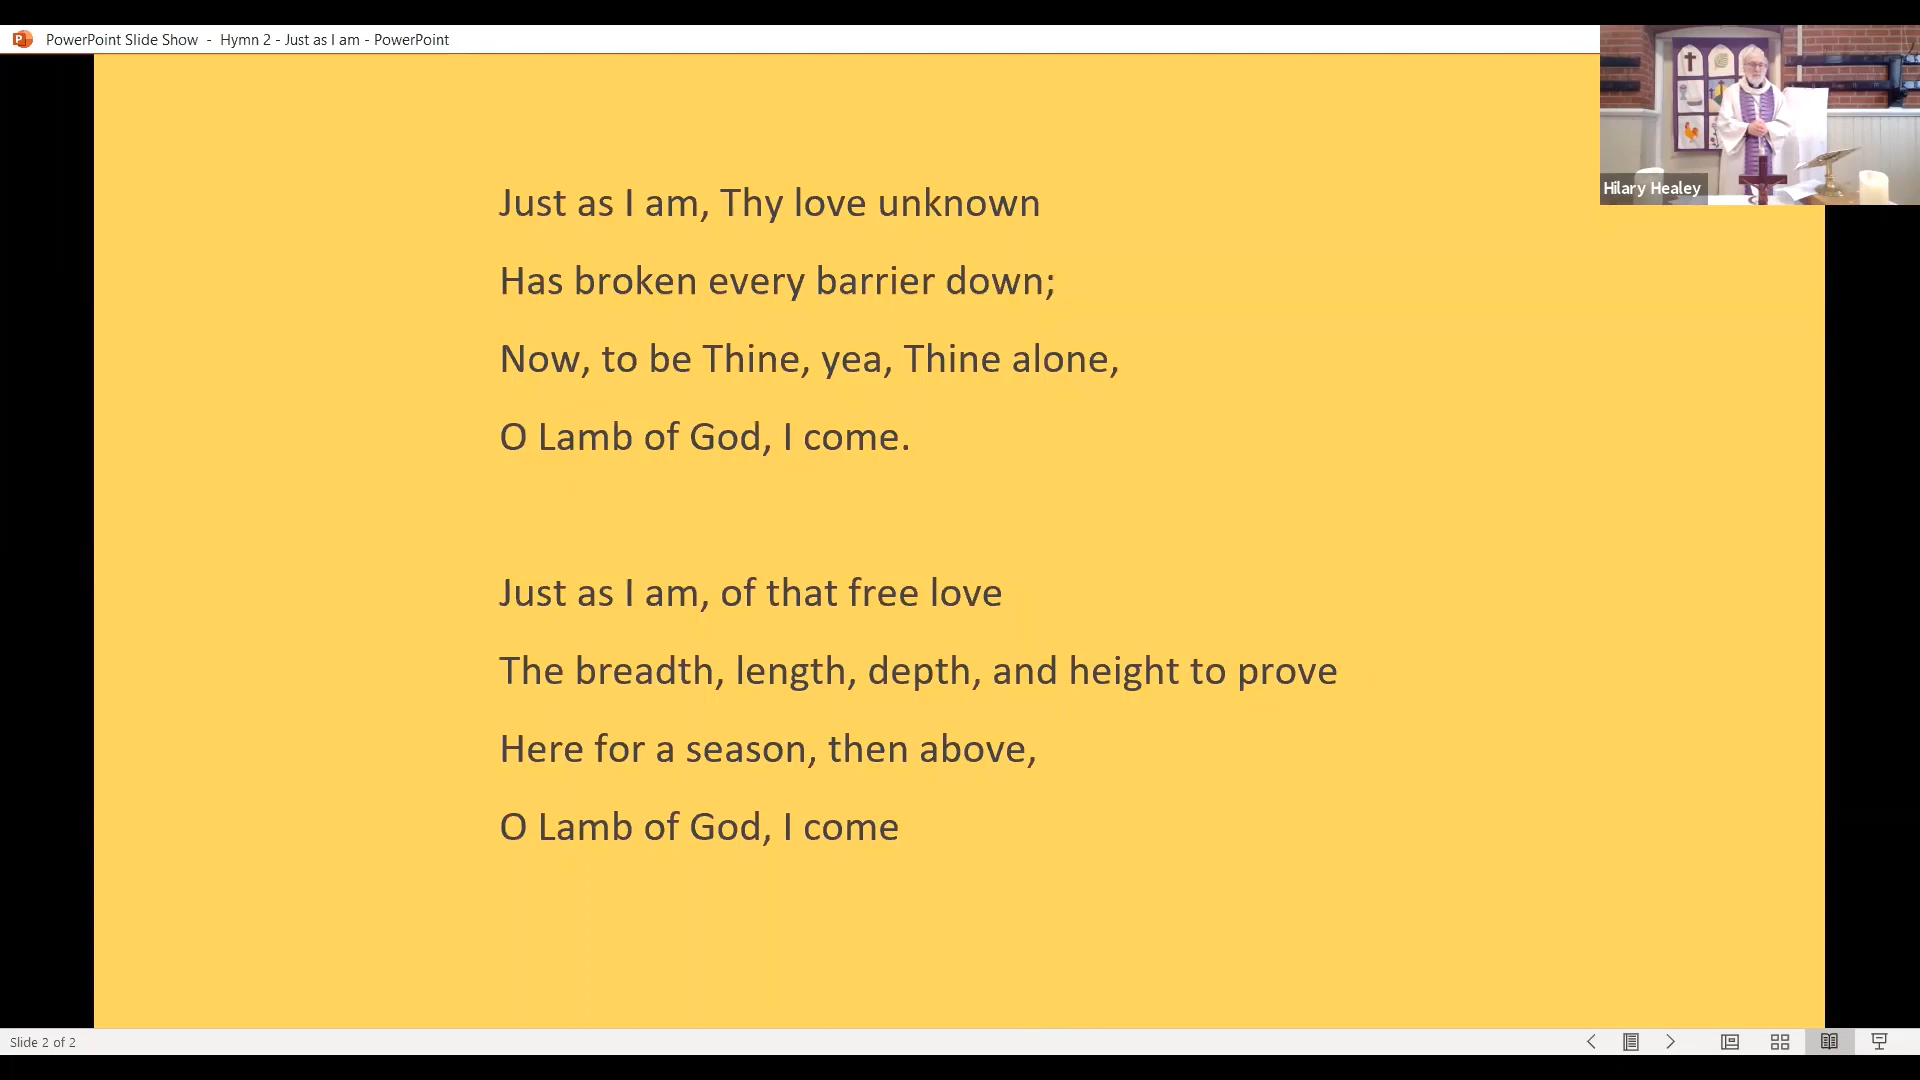 PowerPoint Slide Show - Hymn 2 - Just as I am - PowerPoint
Hilary Healey
Just as I am, Thy love unknown
Has broken every barrier down;
Now, to be Thine, yea, Thine alone,
O Lamb of God, I come.
Just as I am, of that free love
The breadth, length, depth, and height to prove
Here for a season, then above,
O Lamb of God, I come
Slide 2 of 2